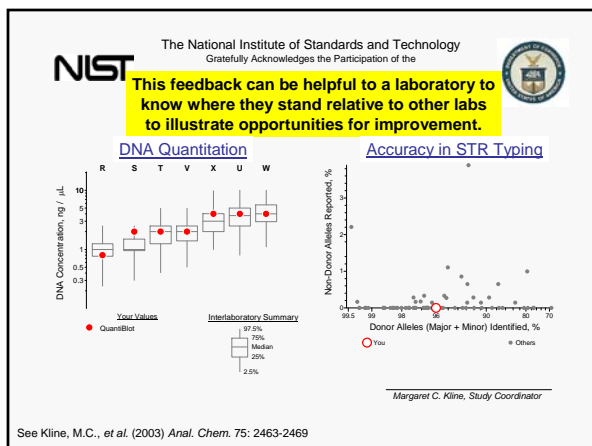 The National Institute of Standards and Technology
Gratefully Acknowledges the Participation of the
NIST
This feedback can be helpful to a laboratory to
know where they stand relative to other labs
to illustrate opportunities for improvement.
DNA Quantitation
R S T V X U W
DNA Concentration, ng / µL
10
5
3
1
0.5
0.3
Your Values
QuantiBlot
Interlaboratory Summary
97.5%
75%
Median
25%
2.5%
Accuracy in STR Typing
Non-Donor Alleles Reported, %
3
2
1
0
99.5 99 98 96 90 80 70
Donor Alleles (Major + Minor) Identified, %
You
Others
Margaret C. Kline, Study Coordinator
See Kline, M.C., et al. (2003) Anal. Chem. 75: 2463-2469